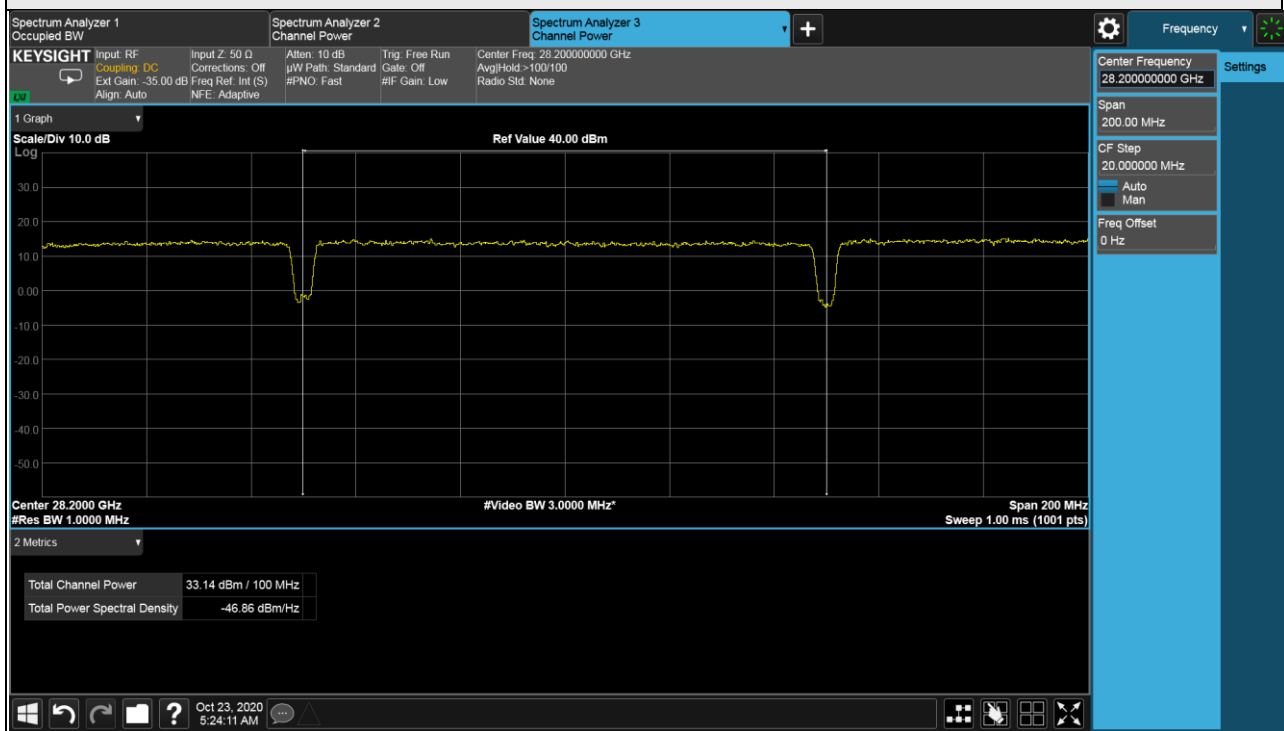 Spectrum Analyzer 1
Occupied BW
Spectrum Analyzer 2
Channel Power
Spectrum Analyzer 3
Channel Power
Frequency
KEYSIGHT
Input: RF
Coupling: DC
Ext Gain: -35.00 dB
Align: Auto
Input Z: 50 Ω
Corrections: Off
Freq Ref: Int (S)
NFE: Adaptive
Atten: 10 dB
µW Path: Standard
#PNO: Fast
Trig: Free Run
Gate: Off
#IF Gain: Low
Center Freq: 28.200000000 GHz
Avg|Hold:>100/100
Radio Std: None
LXI
1 Graph
Scale/Div 10.0 dB
Ref Value 40.00 dBm
Log
30.0
20.0
10.0
0.00
-10.0
-20.0
-30.0
-40.0
-50.0
Center 28.2000 GHz
#Video BW 3.0000 MHz*
Span 200 MHz
#Res BW 1.0000 MHz
Sweep 1.00 ms (1001 pts)
2 Metrics
Total Channel Power 33.14 dBm / 100 MHz
Total Power Spectral Density -46.86 dBm/Hz
Center Frequency
28.200000000 GHz
Settings
Span
200.00 MHz
CF Step
20.000000 MHz
Auto
Man
Freq Offset
0 Hz
?
Oct 23, 2020
5:24:11 AM